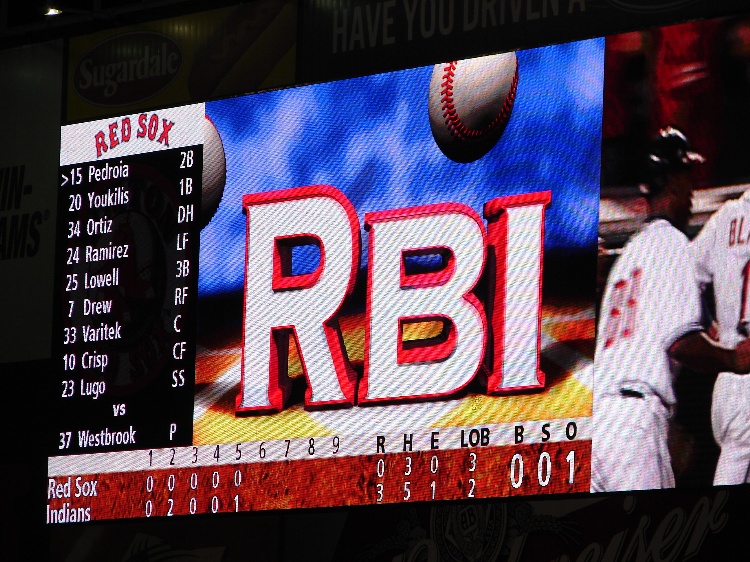 HAVE YOU DRIVEN A
Sugardale
RED SOX
>15 Pedroia 2B
20 Youkilis 1B
34 Ortiz DH
24 Ramirez LF
25 Lowell 3B
7 Drew RF
33 Varitek C
10 Crisp CF
23 Lugo SS
vs
37 Westbrook P
RBI
1 2 3 4 5 6 7 8 9 R H E LOB B S O
Red Sox 0 0 0 0 0 0 3 0 3 0 0 1
Indians 0 2 0 0 1 3 5 1 2